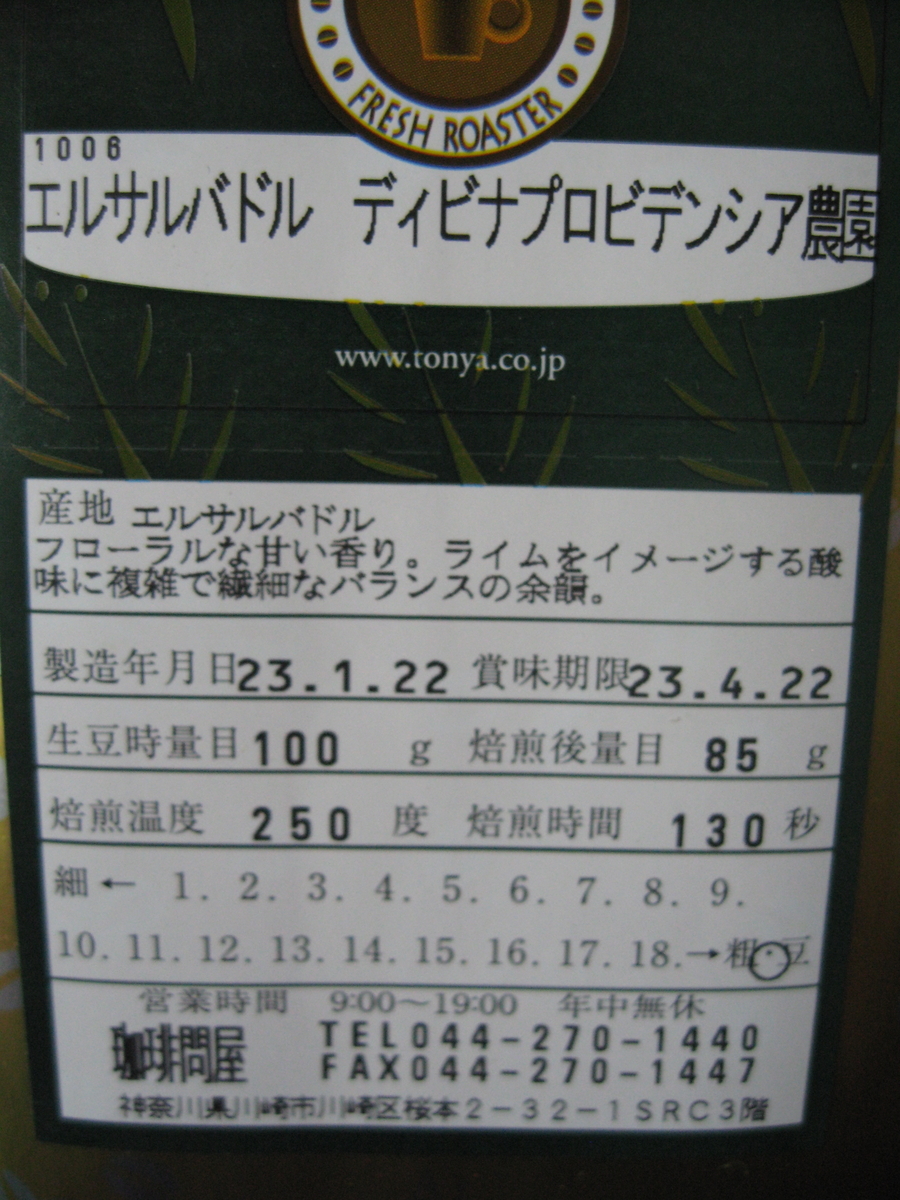 FRESH ROASTER
1006
エルサルバドル ディビナプロビデンシア農園
www.tonya.co.jp
産地 エルサルバドル
フローラルな甘い香り。ライムをイメージする酸
味に複雑で繊細なバランスの余韻。
製造年月日23.1.22 賞味期限23.4.22
生豆時量目100 g 焙煎後量目 85 g
焙煎温度 250 度 焙煎時間 130 秒
細 ← 1. 2. 3. 4. 5. 6. 7. 8. 9.
10. 11. 12. 13. 14. 15. 16. 17. 18. →粗・豆
営業時間 9:00〜19:00 年中無休
珈琲問屋 TEL044-270-1440
FAX044-270-1447
神奈川県川崎市川崎区桜本2-32-1SRC3階